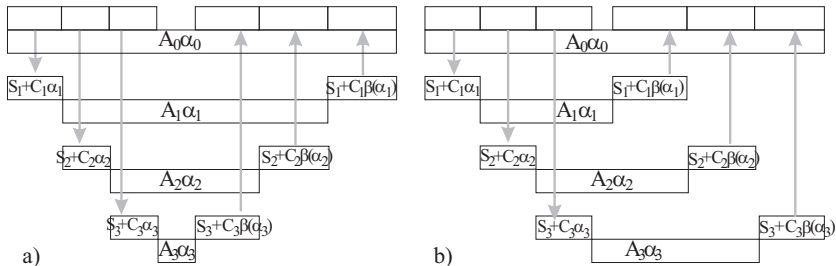 A₀α₀ A₀α₀
S₁+C₁α₁ S₁+C₁β(α₁) S₁+C₁α₁ S₁+C₁β(α₁)
A₁α₁ A₁α₁
S₂+C₂α₂ S₂+C₂β(α₂) S₂+C₂α₂ S₂+C₂β(α₂)
A₂α₂ A₂α₂
S₃+C₃α₃ S₃+C₃β(α₃) S₃+C₃α₃ S₃+C₃β(α₃)
a) A₃α₃ b) A₃α₃